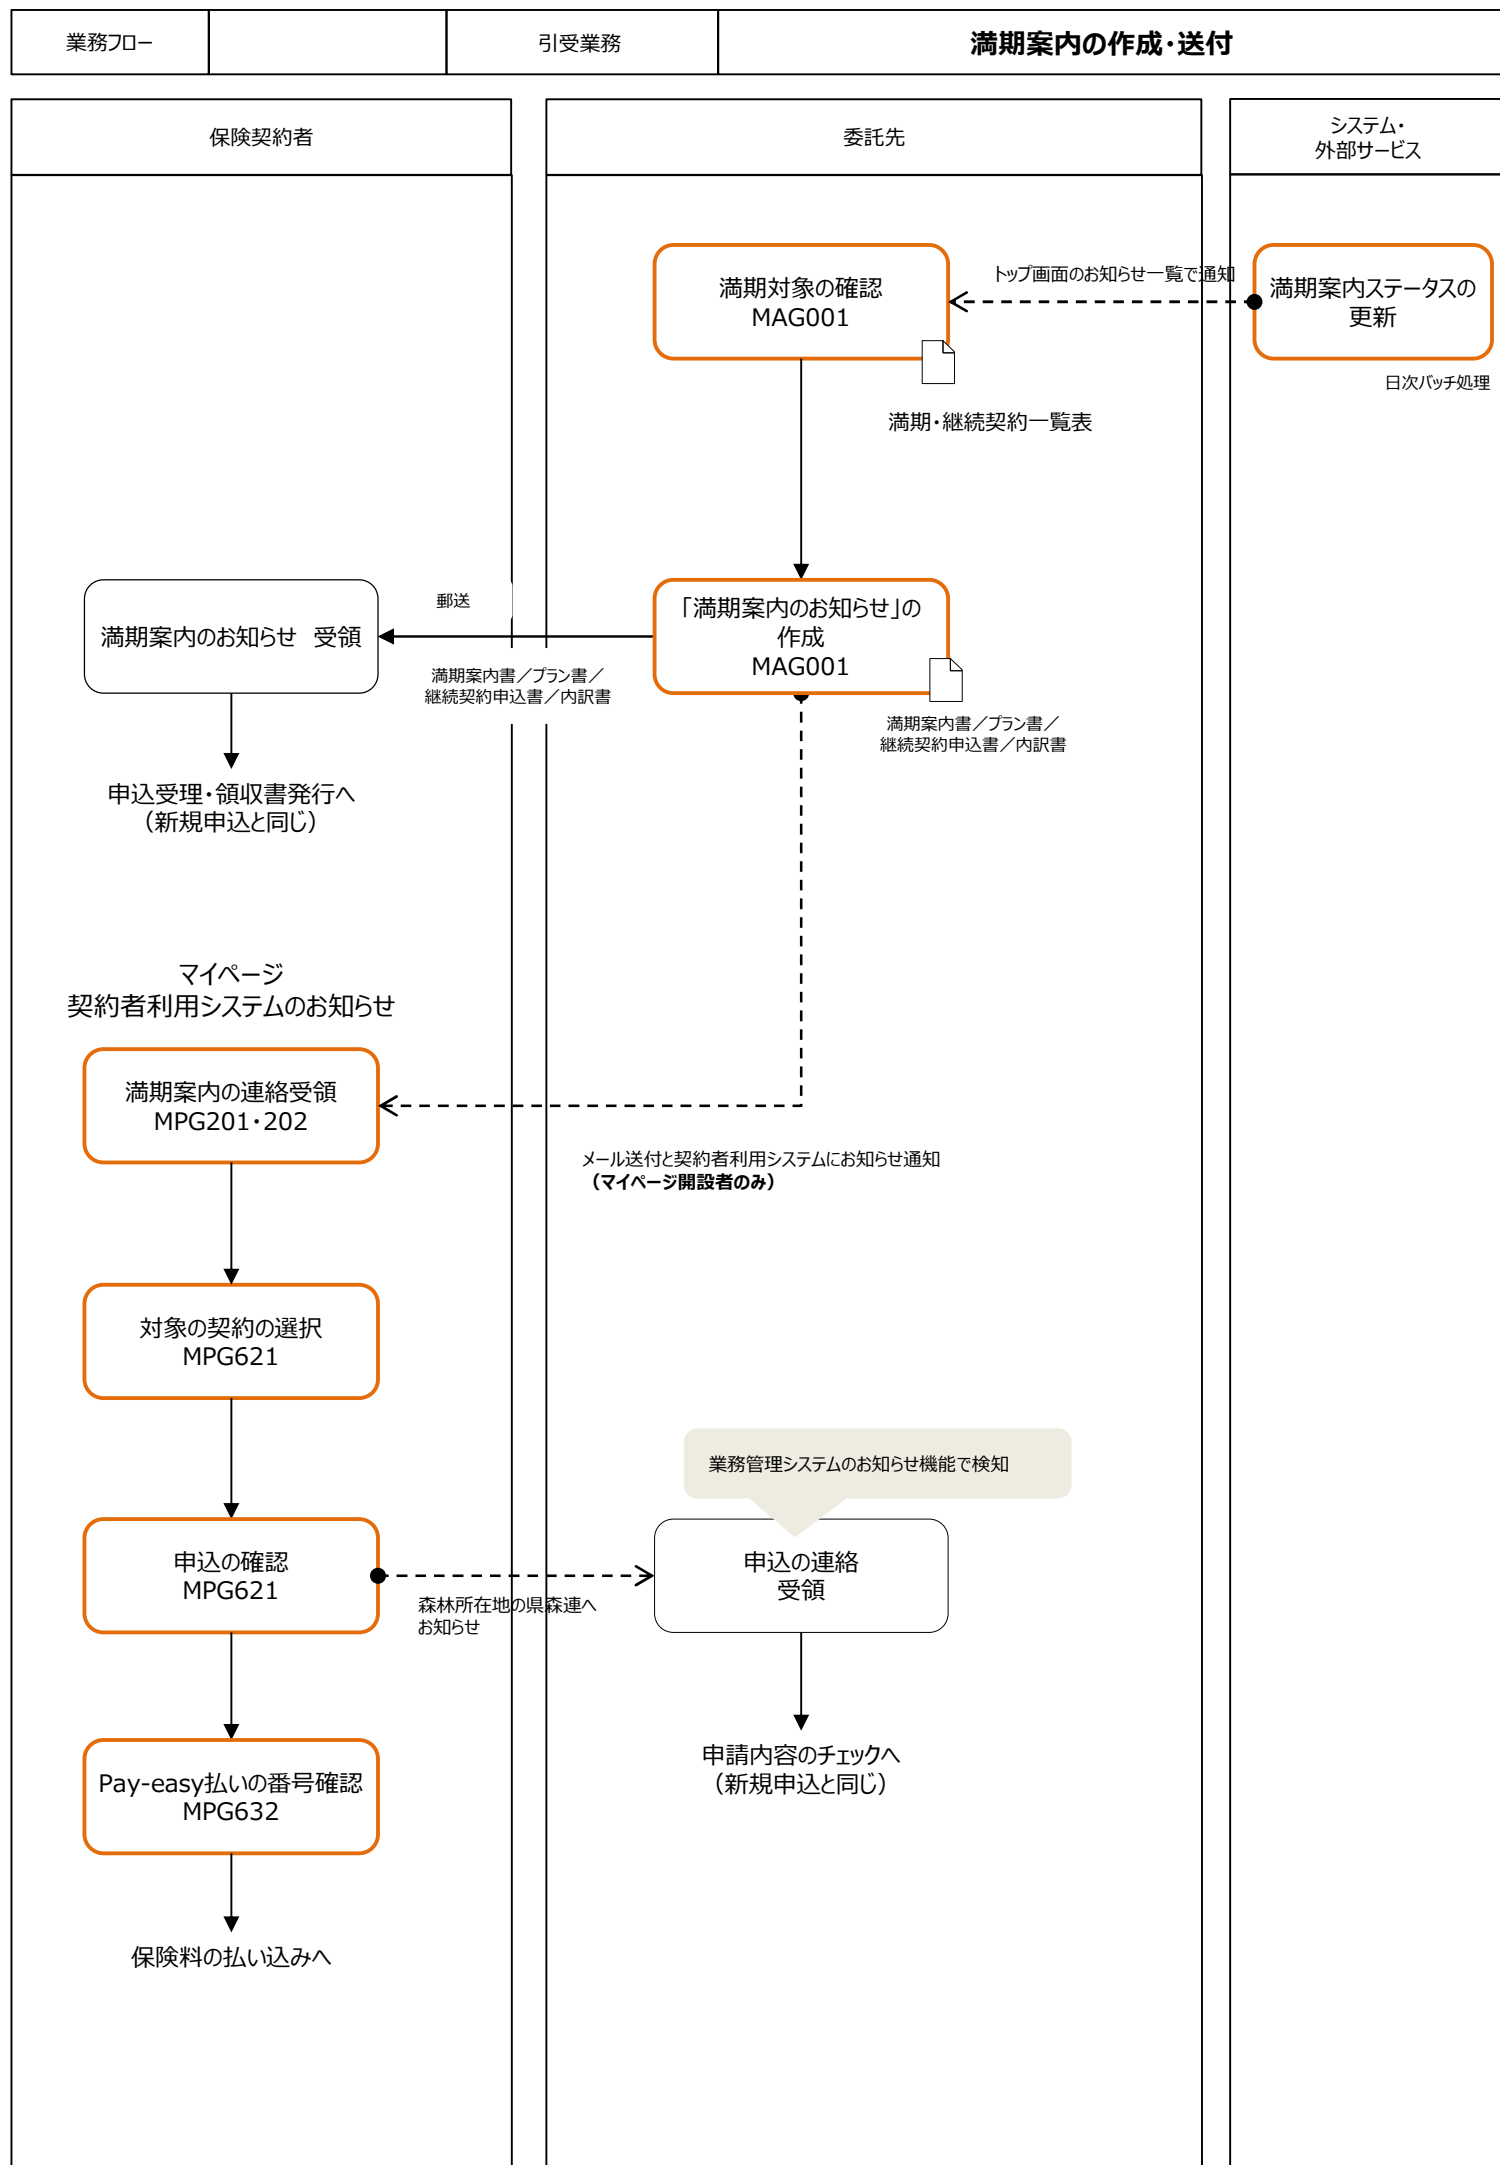 業務フロー
引受業務
満期案内の作成・送付
保険契約者
委託先
システム・
外部サービス
満期対象の確認
MAG001
トップ画面のお知らせ一覧で通知
満期案内ステータスの
更新
日次バッチ処理
満期・継続契約一覧表
満期案内のお知らせ　受領
郵送
満期案内書／プラン書／
継続契約申込書／内訳書
「満期案内のお知らせ」の
作成
MAG001
満期案内書／プラン書／
継続契約申込書／内訳書
申込受理・領収書発行へ
（新規申込と同じ）
マイページ
契約者利用システムのお知らせ
満期案内の連絡受領
MPG201・202
メール送付と契約者利用システムにお知らせ通知
（マイページ開設者のみ）
対象の契約の選択
MPG621
業務管理システムのお知らせ機能で検知
申込の確認
MPG621
森林所在地の県森連へ
お知らせ
申込の連絡
受領
申請内容のチェックへ
（新規申込と同じ）
Pay-easy払いの番号確認
MPG632
保険料の払い込みへ